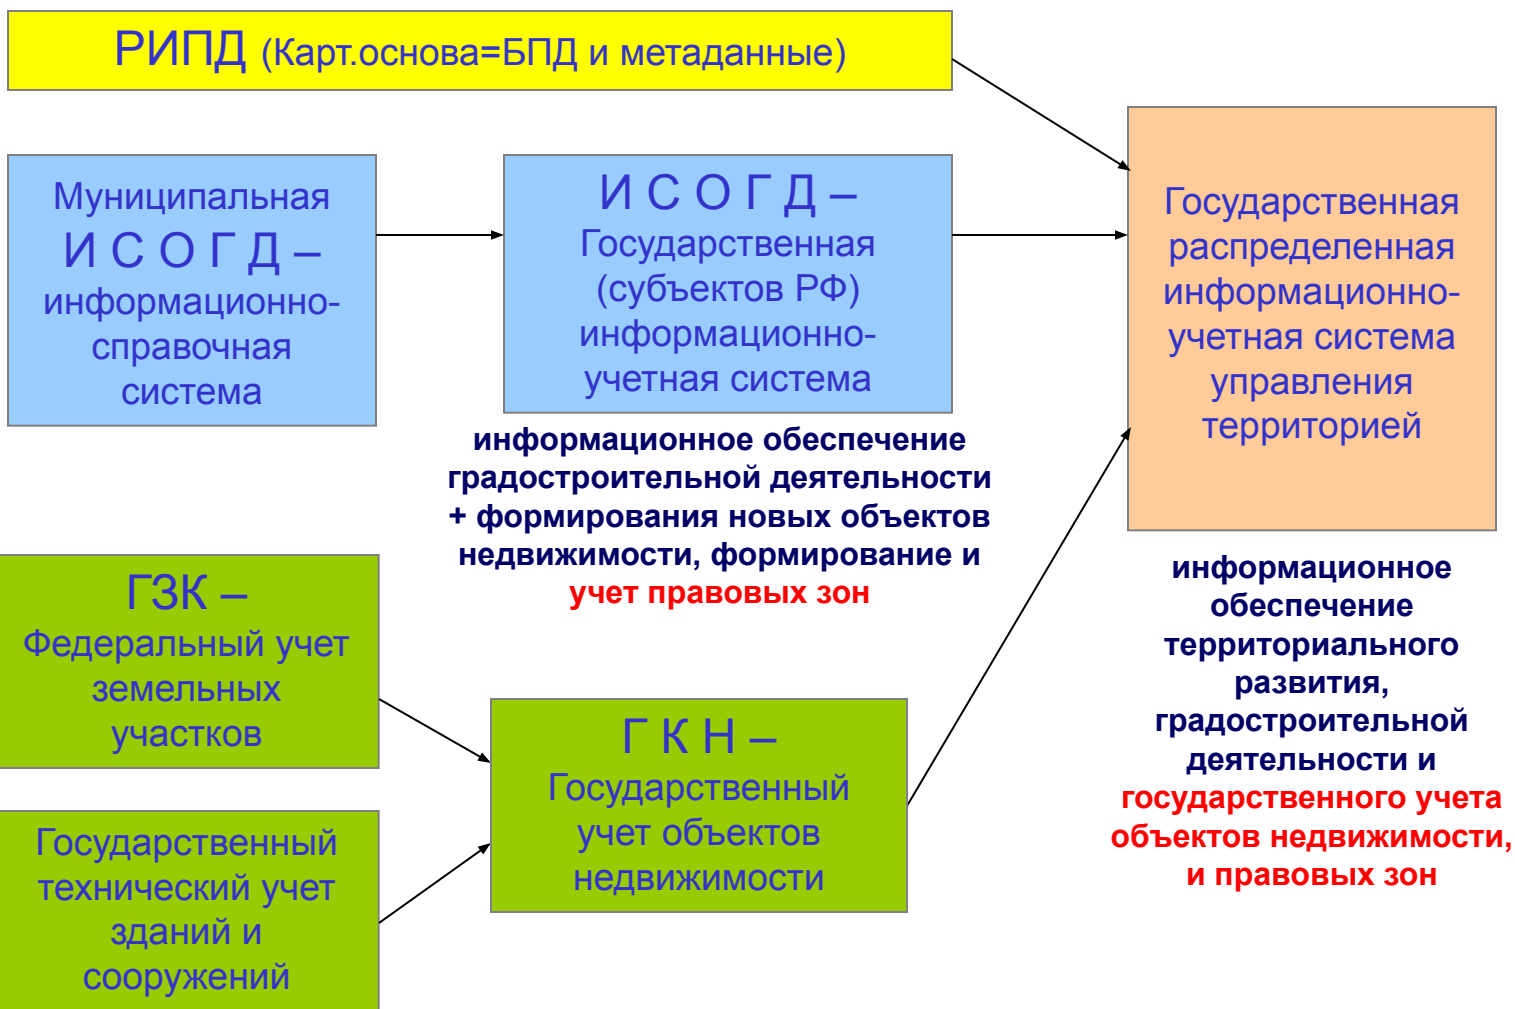 РИПД (Карт.основа=БПД и метаданные)
Муниципальная
И С О Г Д –
информационно-
справочная
система
И С О Г Д –
Государственная
(субъектов РФ)
информационно-
учетная система
информационное обеспечение
градостроительной деятельности
+ формирования новых объектов
недвижимости, формирование и
учет правовых зон
Государственная
распределенная
информационно-
учетная система
управления
территорией
информационное
обеспечение
территориального
развития,
градостроительной
деятельности и
государственного учета
объектов недвижимости,
и правовых зон
ГЗК –
Федеральный учет
земельных
участков
Государственный
технический учет
зданий и
сооружений
Г К Н –
Государственный
учет объектов
недвижимости